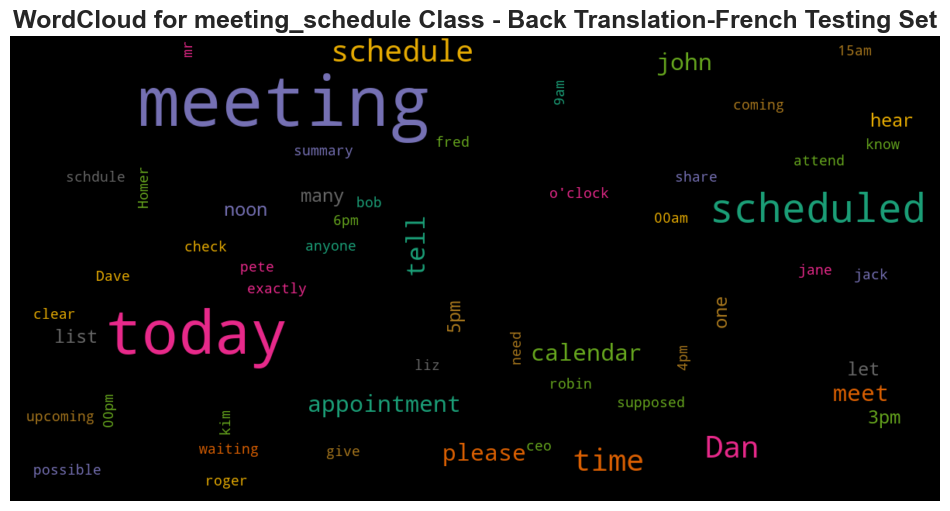 WordCloud for meeting_schedule Class - Back Translation-French Testing Set
mr
schedule
15am
john
meeting
9am
coming
hear
fred
know
summary
attend
schdule
Homer
share
many
o'clock
bob
noon
scheduled
6pm
00am
tell
check
anyone
pete
jane
jack
Dave
exactly
clear
5pm
one
today
list
need
calendar
4pm
liz
let
robin
meet
appointment
supposed
upcoming
00pm
kim
3pm
waiting
give
please
ceo
time
Dan
possible
roger